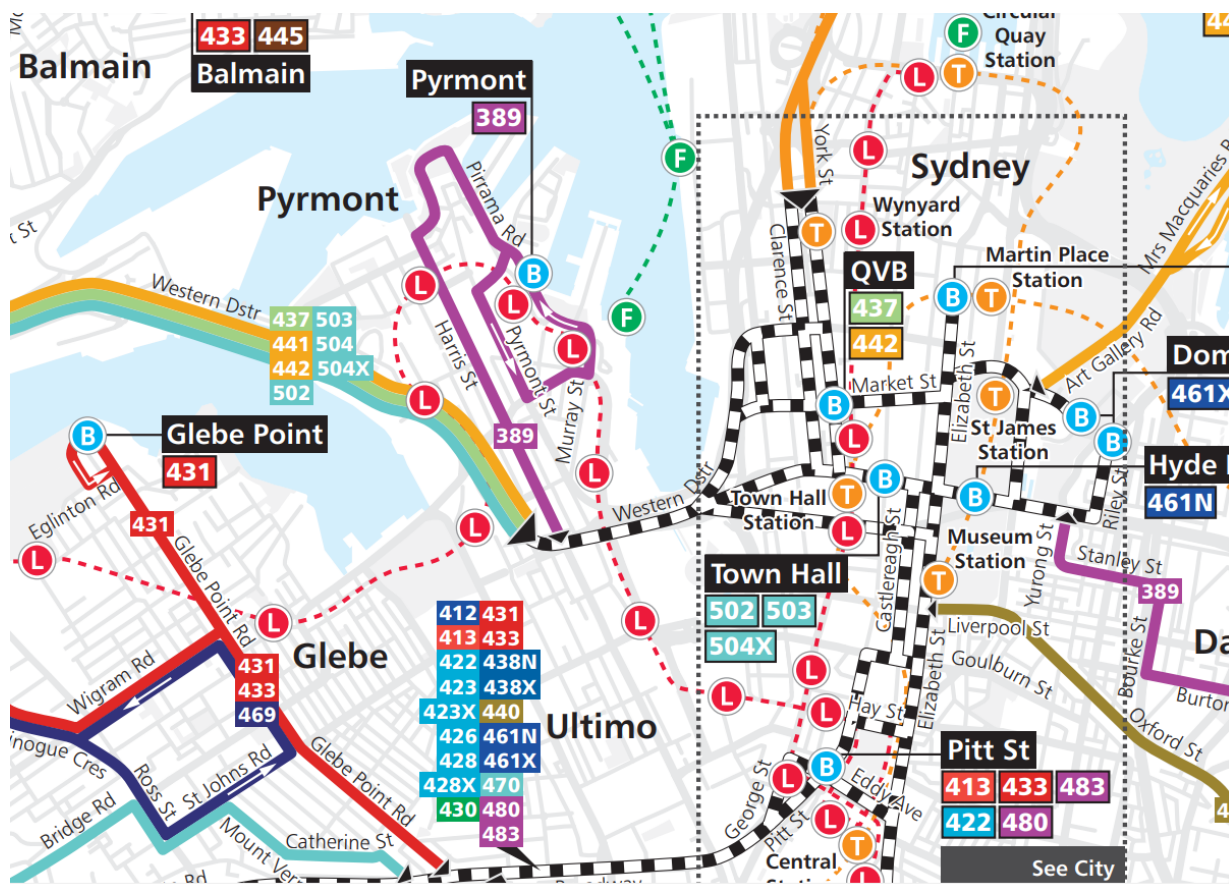 433 445
Balmain
Balmain
Circular
Quay
Station
F
L
T
44
Pyrmont
389
F
L
York St
Sydney
Pyrmont
Pirrama Rd
Wynyard
Station
T
L
Clarence St
Mrs Macquaries R
Martin Place
Station
B
T
B
L
L
F
QVB
437
442
Western Dstr
437 503
441 504
442 504X
502
Harris St
Pyrmont St
Murray St
L
Market St
Elizabeth St
Art Gallery Rd
Dom
461X
T
St James
Station
B
B
B
L
L
B
Glebe Point
431
389
L
Western Dstr
Town Hall
Station
T
B
B
Hyde
461N
Riley St
L
Museum
Station
Eglinton Rd
431
L
L
Glebe Point Rd
Town Hall
502 503
504X
Castlereagh St
T
Yurong St
Stanley St
389
L
L
Glebe
412 431
413 433
422 438N
423 438X
423X 440
426 461N
428 461X
428X 470
430 480
483
Ultimo
Liverpool St
Goulburn St
Bourke St
Da
Burton
Wigram Rd
431
433
469
L
L
L
Hay St
Elizabeth St
Oxford St
inogue Cres
Ross St
St Johns Rd
Glebe Point Rd
Pitt St
413 433 483
422 480
B
L
Eddy Ave
George St
Pitt St
4
Bridge Rd
Mount Ver
Catherine St
L
Central
T
L
See City